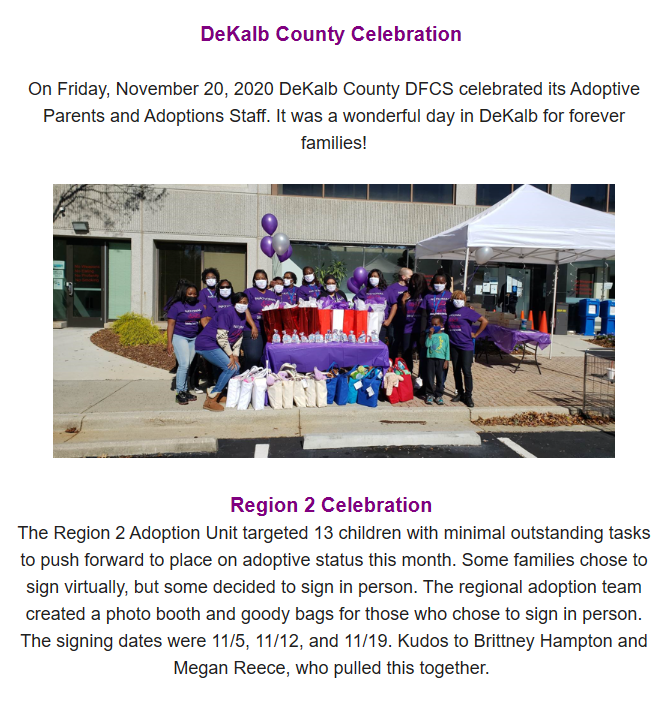 DeKalb County Celebration
On Friday, November 20, 2020 DeKalb County DFCS celebrated its Adoptive
Parents and Adoptions Staff. It was a wonderful day in DeKalb for forever
families!
Region 2 Celebration
The Region 2 Adoption Unit targeted 13 children with minimal outstanding tasks
to push forward to place on adoptive status this month. Some families chose to
sign virtually, but some decided to sign in person. The regional adoption team
created a photo booth and goody bags for those who chose to sign in person.
The signing dates were 11/5, 11/12, and 11/19. Kudos to Brittney Hampton and
Megan Reece, who pulled this together.